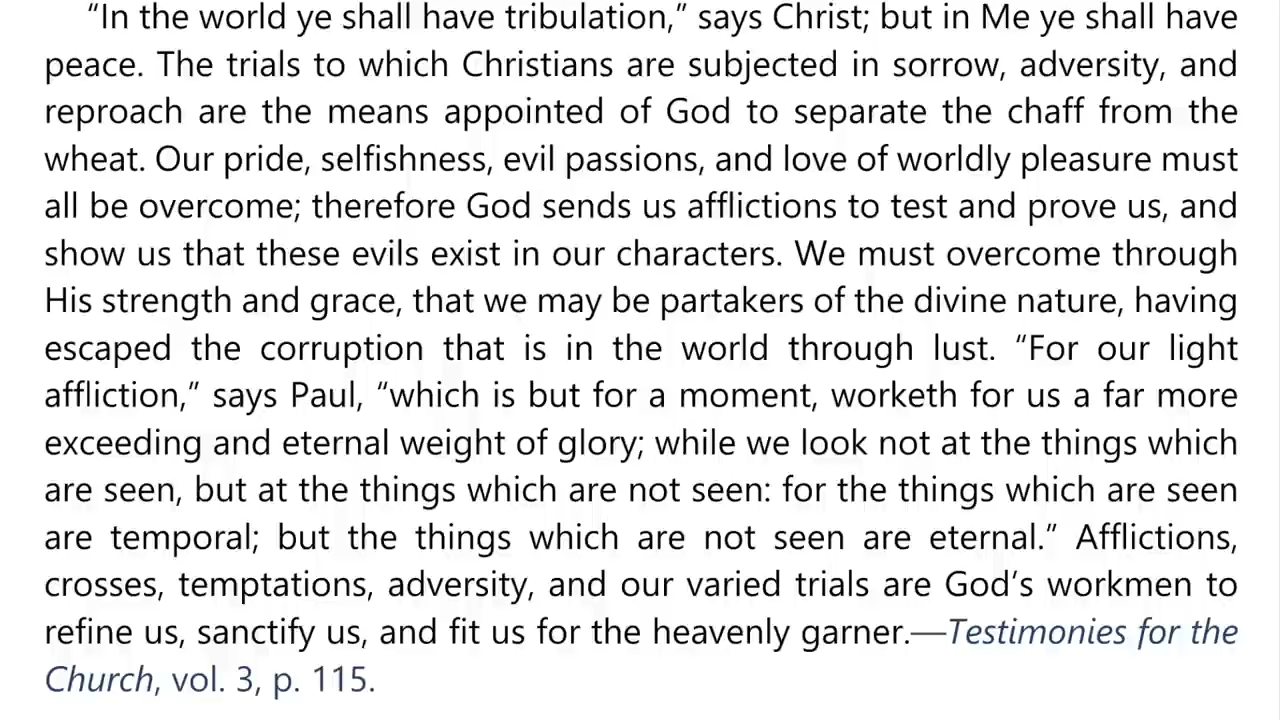 “In the world ye shall have tribulation,” says Christ; but in Me ye shall have
peace. The trials to which Christians are subjected in sorrow, adversity, and
reproach are the means appointed of God to separate the chaff from the
wheat. Our pride, selfishness, evil passions, and love of worldly pleasure must
all be overcome; therefore God sends us afflictions to test and prove us, and
show us that these evils exist in our characters. We must overcome through
His strength and grace, that we may be partakers of the divine nature, having
escaped the corruption that is in the world through lust. “For our light
affliction,” says Paul, “which is but for a moment, worketh for us a far more
exceeding and eternal weight of glory; while we look not at the things which
are seen, but at the things which are not seen: for the things which are seen
are temporal; but the things which are not seen are eternal.” Afflictions,
crosses, temptations, adversity, and our varied trials are God’s workmen to
refine us, sanctify us, and fit us for the heavenly garner.—Testimonies for the
Church, vol. 3, p. 115.